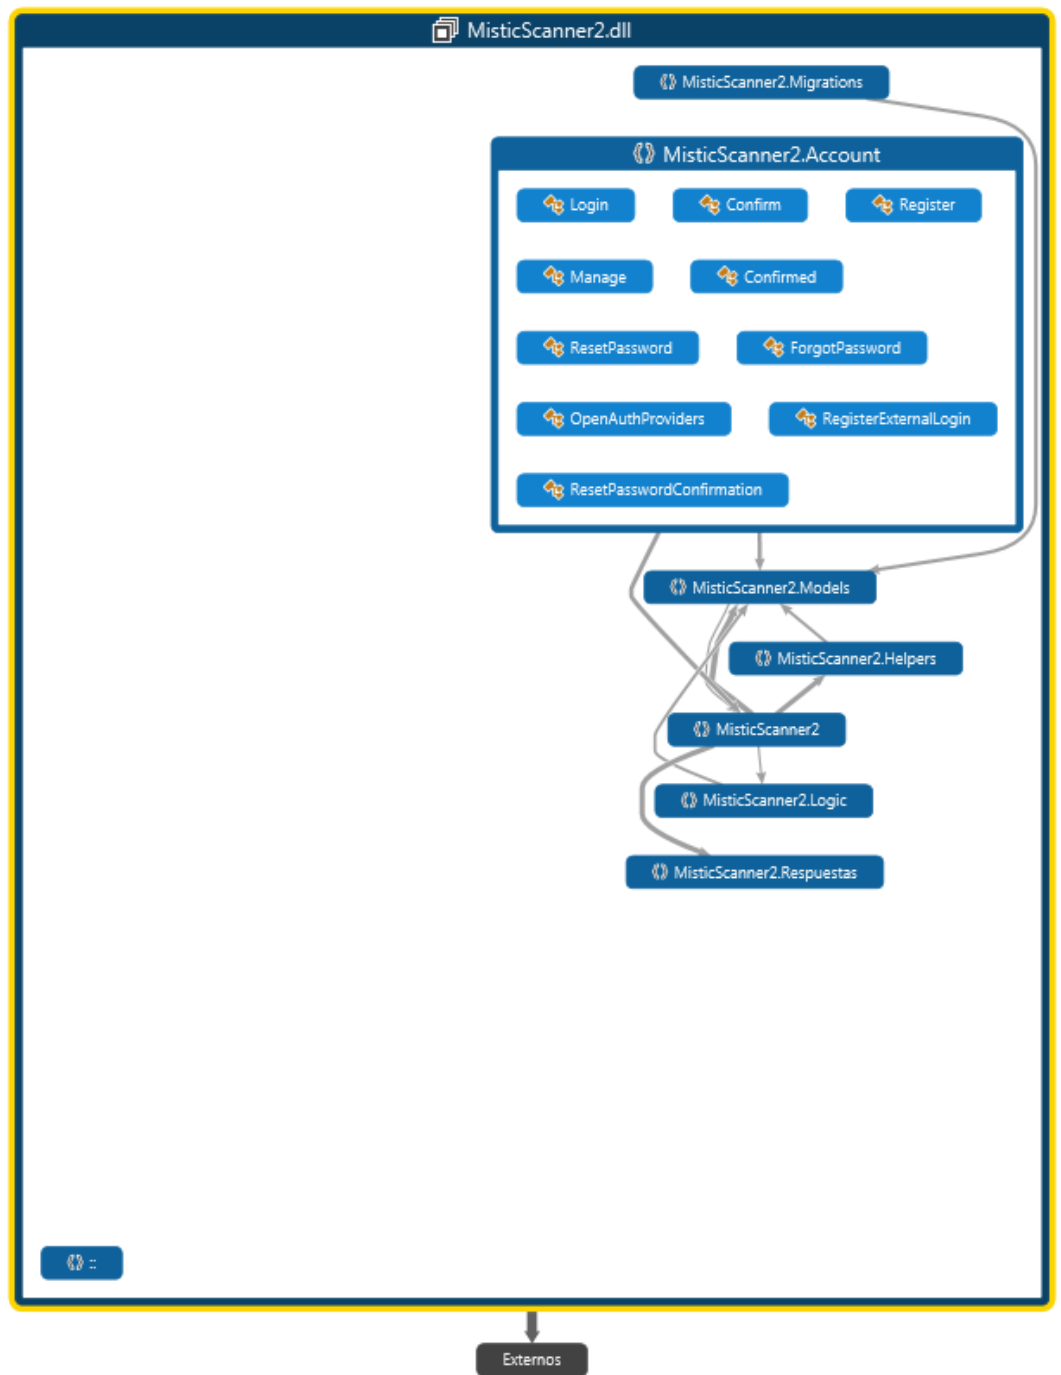 MisticScanner2.dll
MisticScanner2.Migrations
MisticScanner2.Account
Login Confirm Register
Manage Confirmed
ResetPassword ForgotPassword
OpenAuthProviders RegisterExternalLogin
ResetPasswordConfirmation
MisticScanner2.Models
MisticScanner2.Helpers
MisticScanner2
MisticScanner2.Logic
MisticScanner2.Respuestas
::
Externos